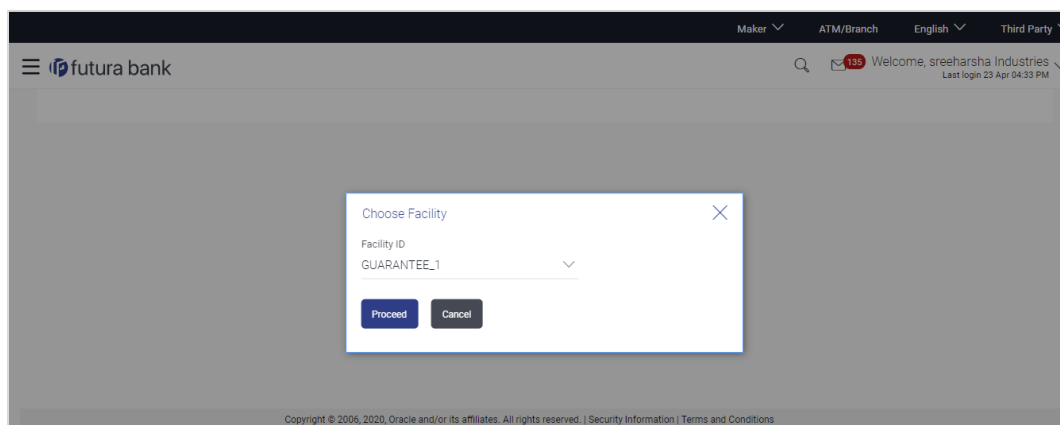 Maker ATM/Branch English Third Party
futura bank 135 Welcome, sreeharsha Industries
Last login 23 Apr 04:33 PM
Choose Facility
Facility ID
GUARANTEE_1
Proceed Cancel
Copyright © 2006, 2020, Oracle and/or its affiliates. All rights reserved. | Security Information | Terms and Conditions